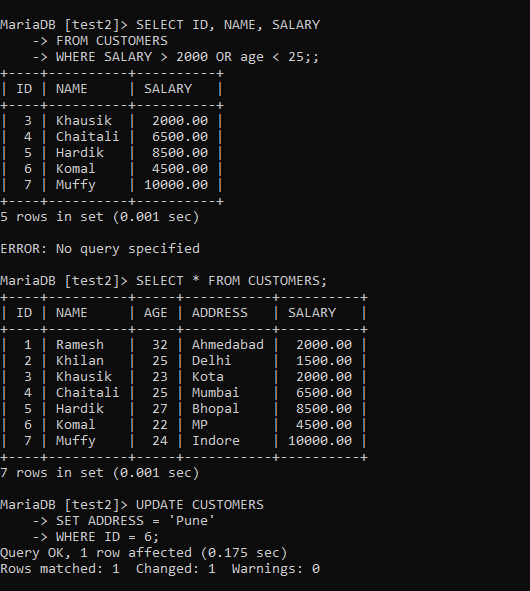 MariaDB [test2]> SELECT ID, NAME, SALARY
    -> FROM CUSTOMERS
    -> WHERE SALARY > 2000 OR age < 25;;
+----+----------+----------+
| ID | NAME     | SALARY   |
+----+----------+----------+
|  3 | Khausik  |  2000.00 |
|  4 | Chaitali |  6500.00 |
|  5 | Hardik   |  8500.00 |
|  6 | Komal    |  4500.00 |
|  7 | Muffy    | 10000.00 |
+----+----------+----------+
5 rows in set (0.001 sec)

ERROR: No query specified

MariaDB [test2]> SELECT * FROM CUSTOMERS;
+----+----------+-----+-----------+----------+
| ID | NAME     | AGE | ADDRESS   | SALARY   |
+----+----------+-----+-----------+----------+
|  1 | Ramesh   |  32 | Ahmedabad |  2000.00 |
|  2 | Khilan   |  25 | Delhi     |  1500.00 |
|  3 | Khausik  |  23 | Kota      |  2000.00 |
|  4 | Chaitali |  25 | Mumbai    |  6500.00 |
|  5 | Hardik   |  27 | Bhopal    |  8500.00 |
|  6 | Komal    |  22 | MP        |  4500.00 |
|  7 | Muffy    |  24 | Indore    | 10000.00 |
+----+----------+-----+-----------+----------+
7 rows in set (0.001 sec)

MariaDB [test2]> UPDATE CUSTOMERS
    -> SET ADDRESS = 'Pune'
    -> WHERE ID = 6;
Query OK, 1 row affected (0.175 sec)
Rows matched: 1  Changed: 1  Warnings: 0